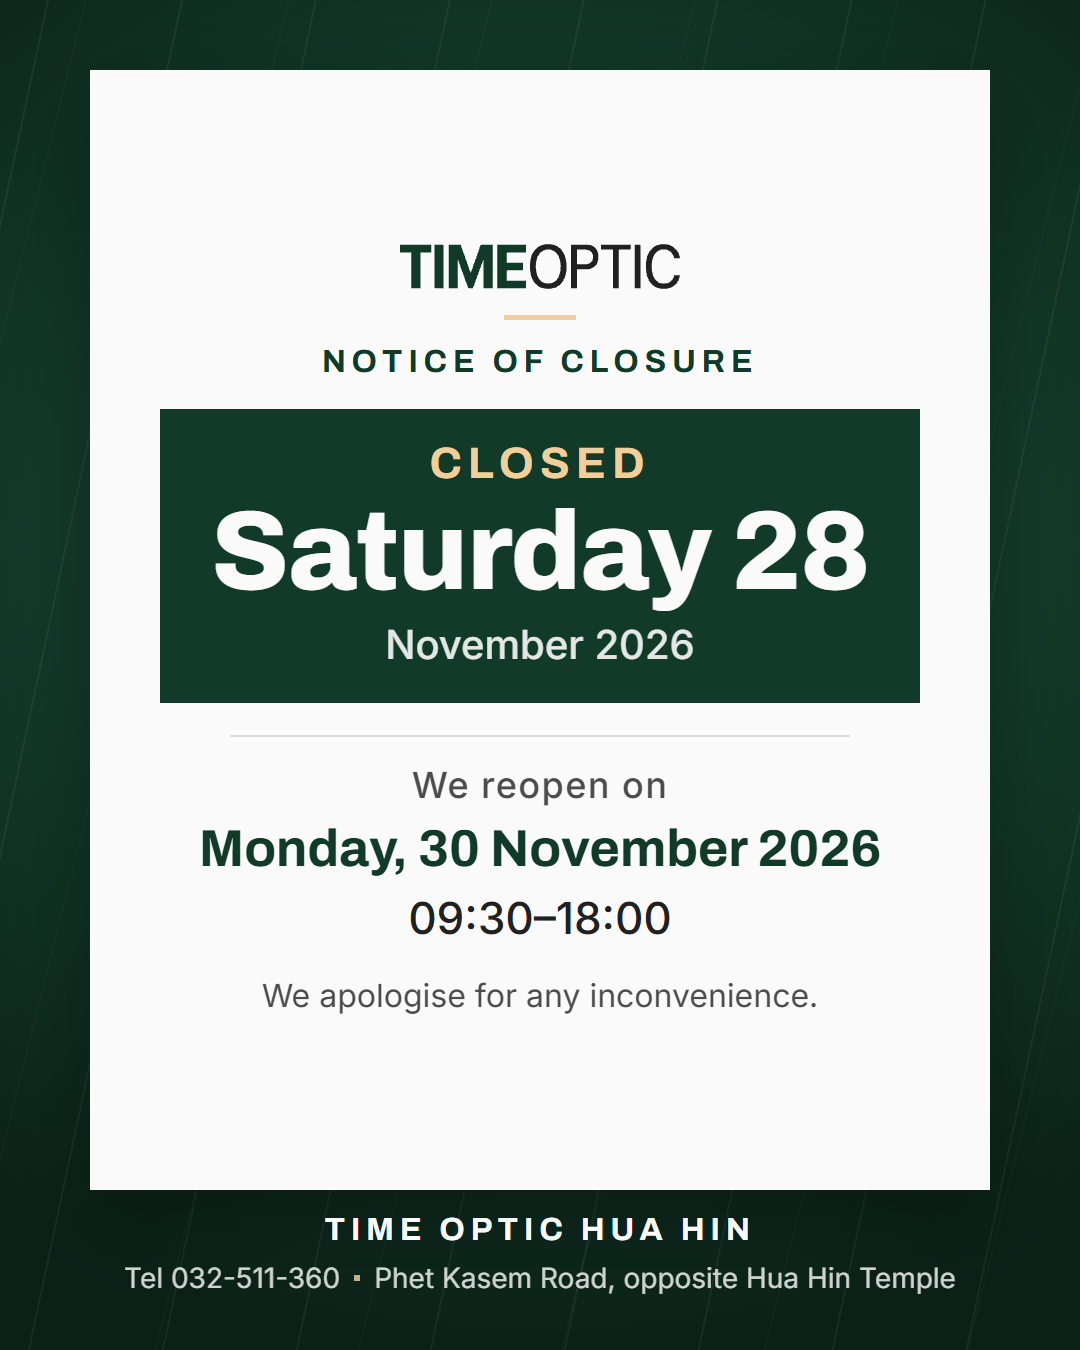 TIMEOPTIC
NOTICE OF CLOSURE
CLOSED
Saturday 28
November 2026
We reopen on
Monday, 30 November 2026
09:30–18:00
We apologise for any inconvenience.
TIME OPTIC HUA HIN
Tel 032-511-360 ▪ Phet Kasem Road, opposite Hua Hin Temple